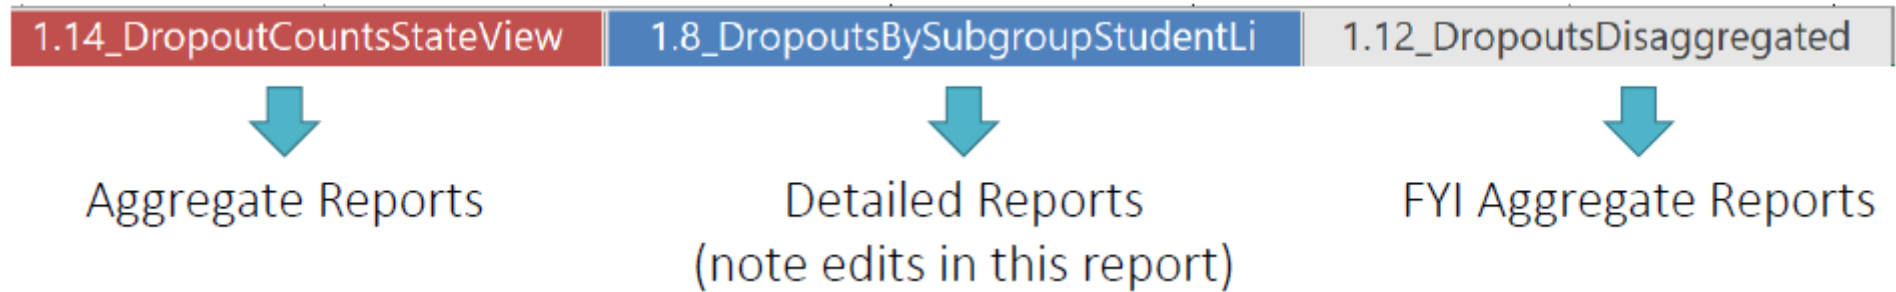 1.14_DropoutCountsStateView
1.8_DropoutsBySubgroupStudentLi
1.12_DropoutsDisaggregated
Aggregate Reports
Detailed Reports
(note edits in this report)
FYI Aggregate Reports